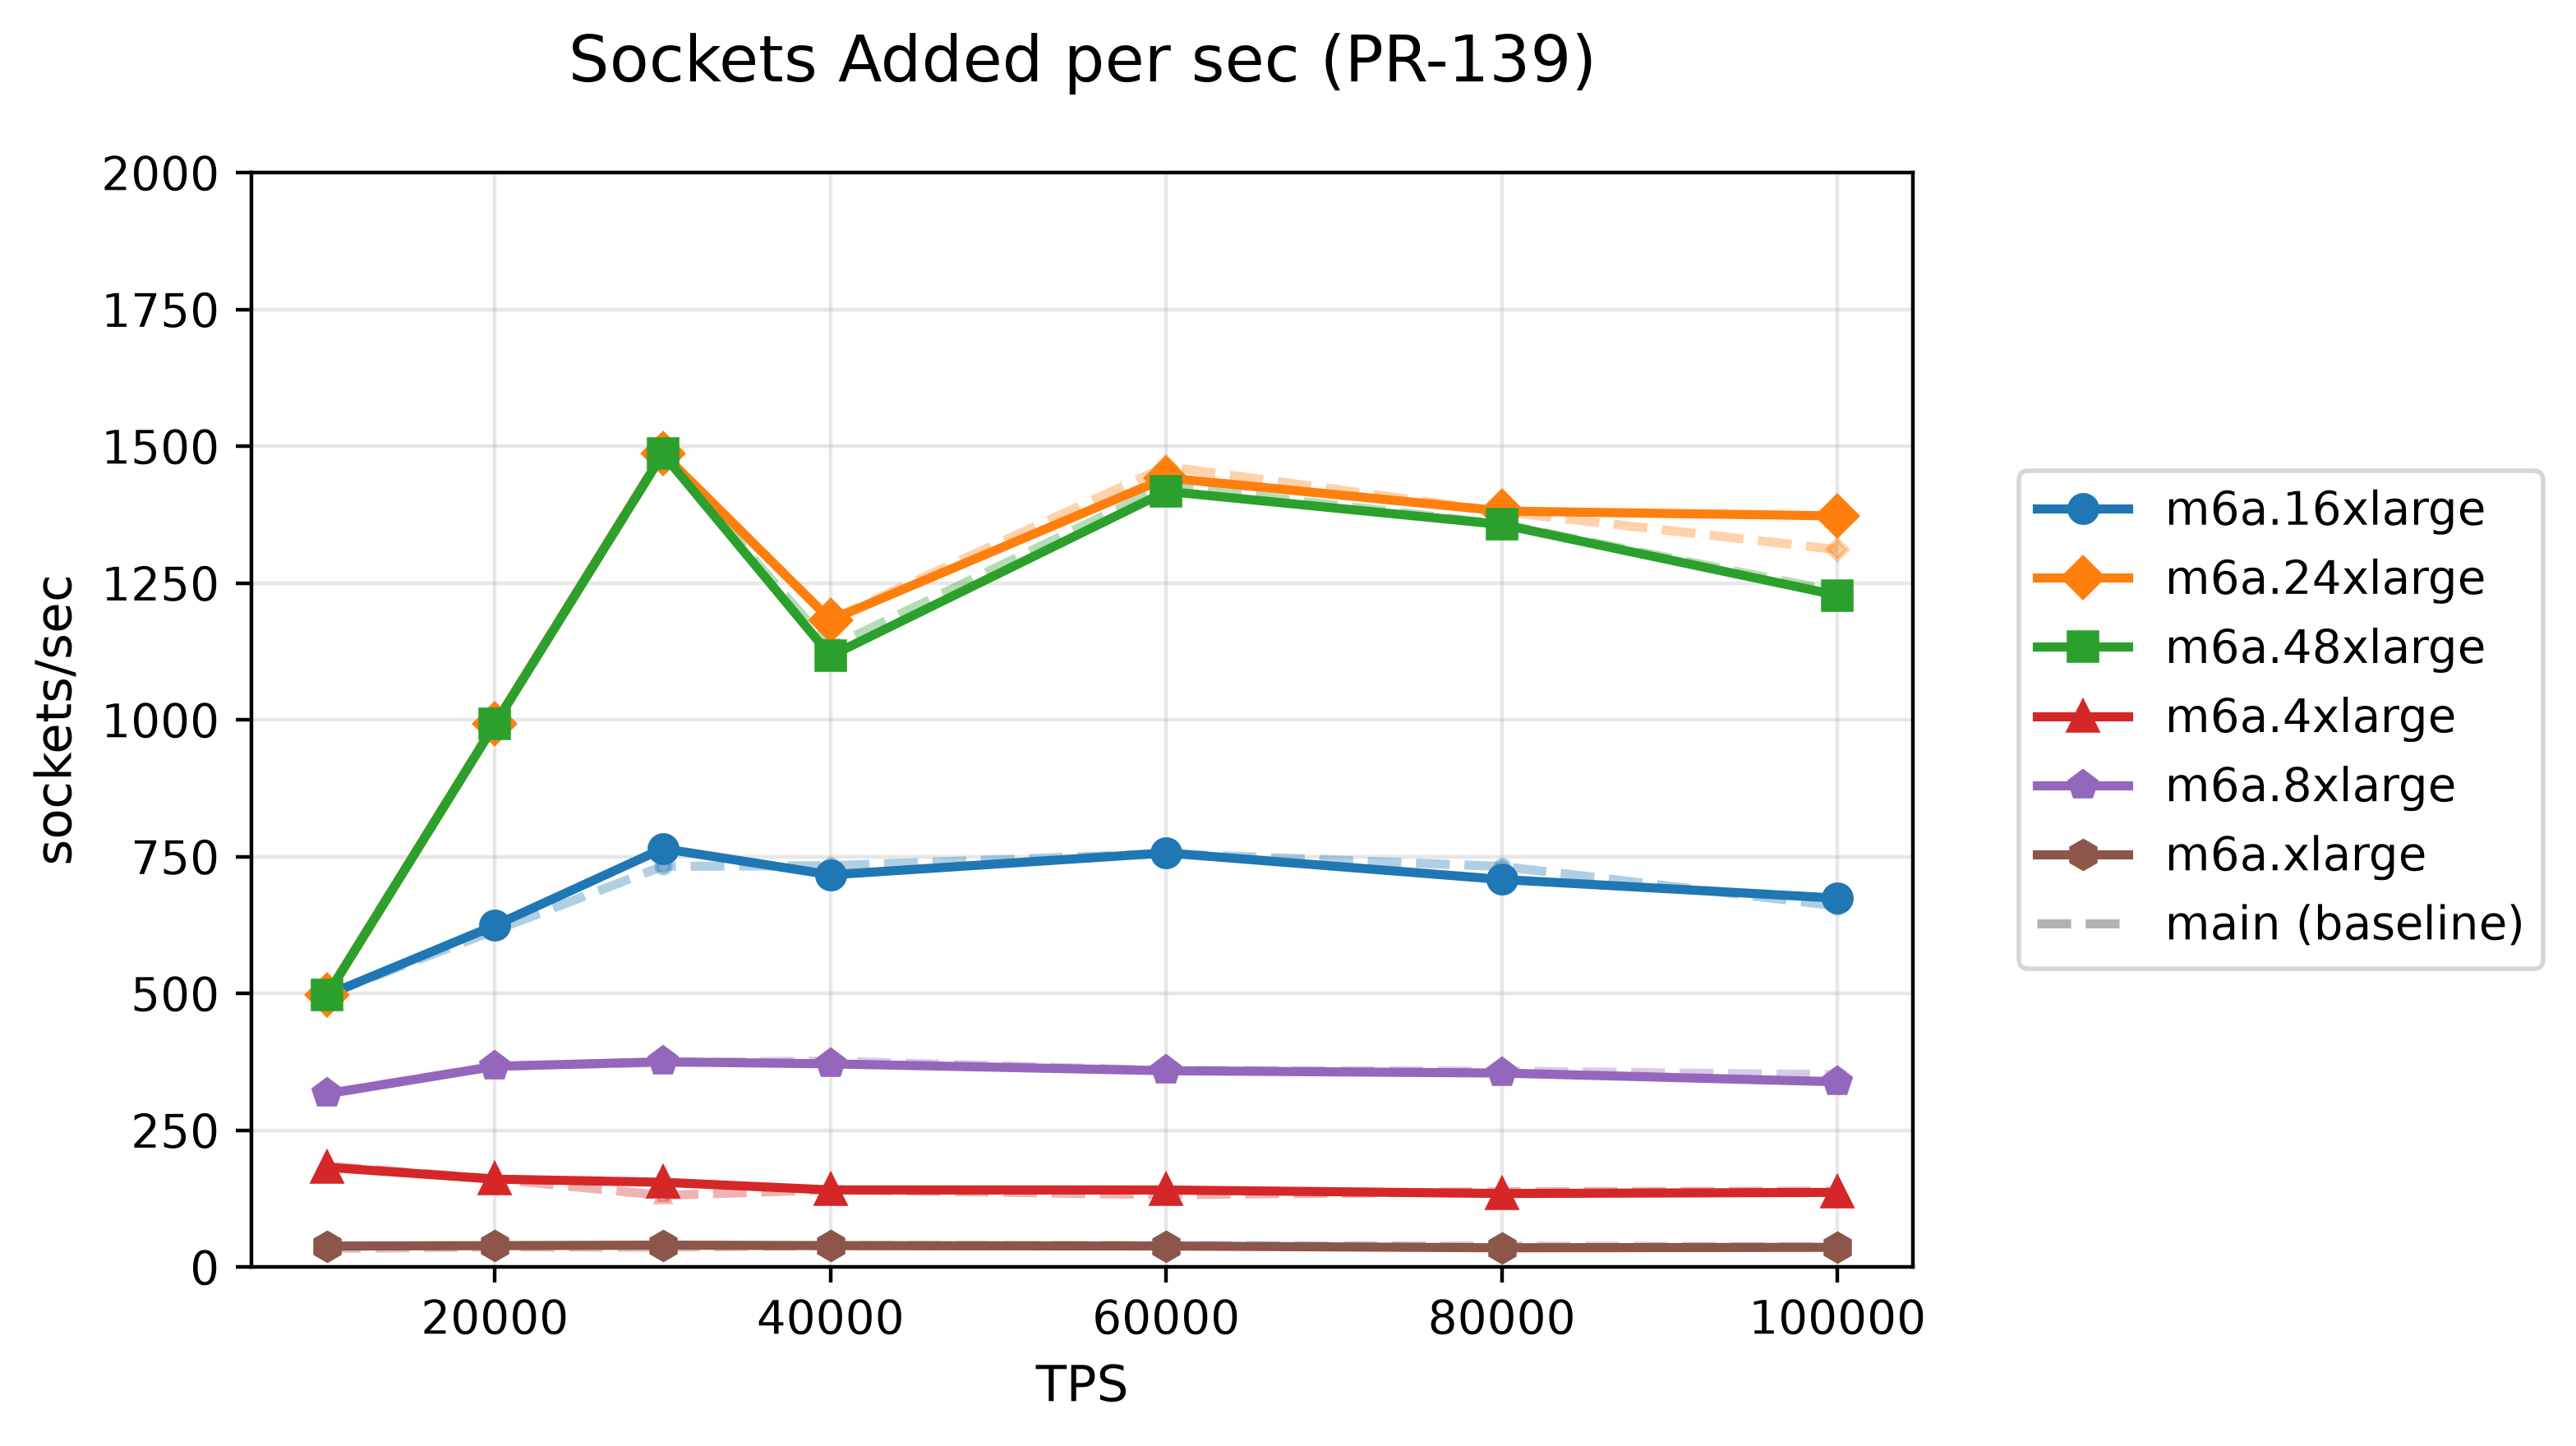 Sockets Added per sec (PR-139)
sockets/sec
2000
1750
1500
1250
1000
750
500
250
0
20000 40000 60000 80000 100000
TPS
m6a.16xlarge
m6a.24xlarge
m6a.48xlarge
m6a.4xlarge
m6a.8xlarge
m6a.xlarge
main (baseline)